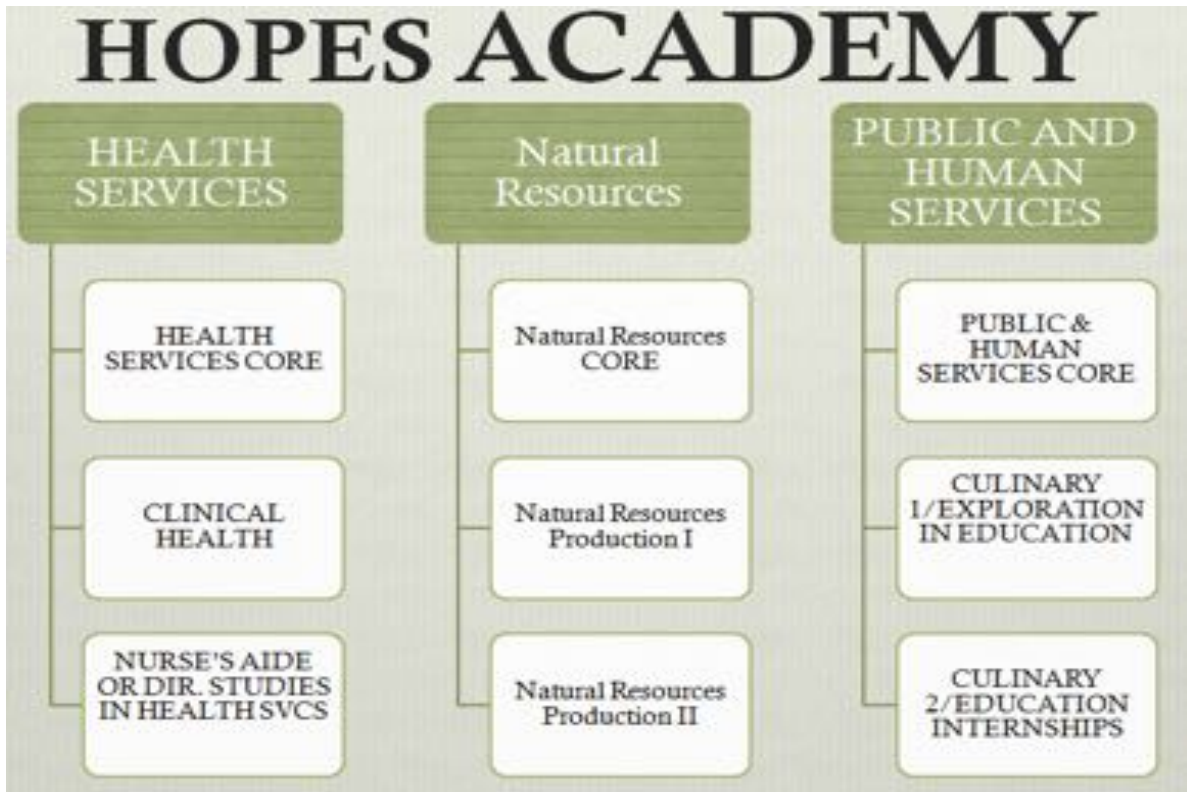 HOPES ACADEMY
HEALTH
SERVICES
HEALTH
SERVICES CORE
CLINICAL
HEALTH
NURSE'S AIDE
OR DIR. STUDIES
IN HEALTH SVCS
Natural
Resources
Natural Resources
CORE
Natural Resources
Production I
Natural Resources
Production II
PUBLIC AND
HUMAN
SERVICES
PUBLIC &
HUMAN
SERVICES CORE
CULINARY
1/EXPLORATION
IN EDUCATION
CULINARY
2/EDUCATION
INTERNSHIPS